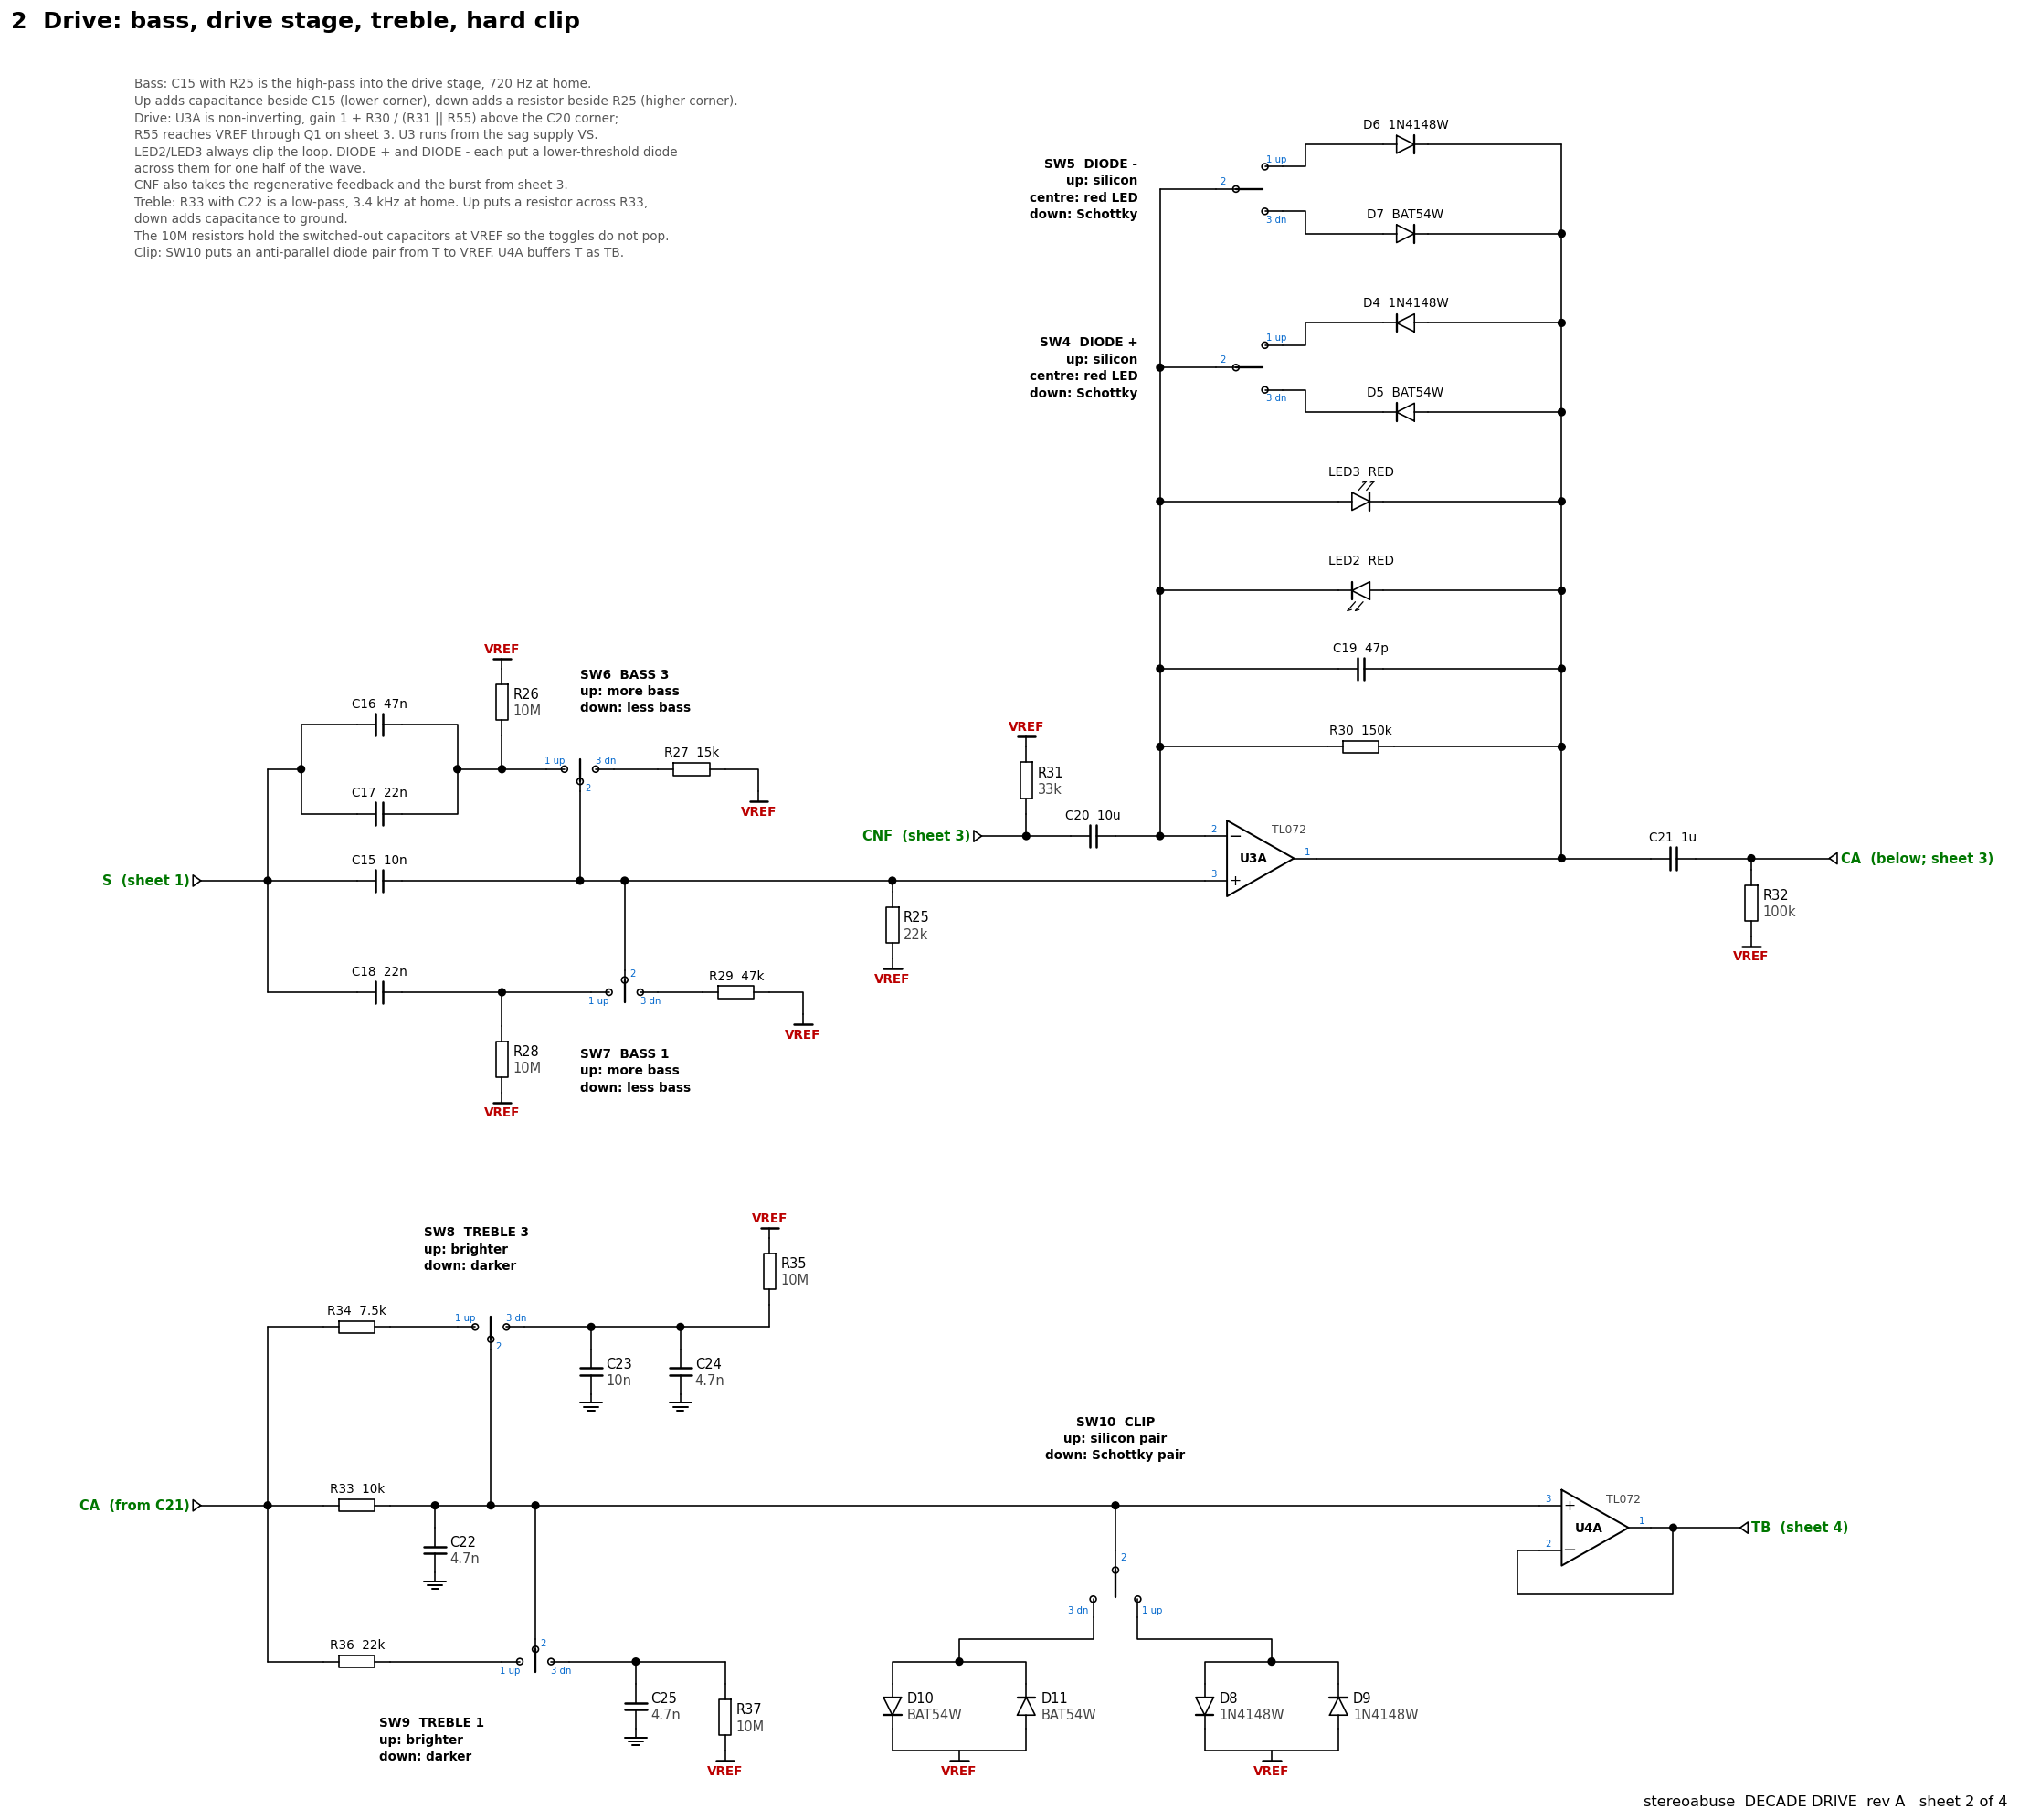 2  Drive: bass, drive stage, treble, hard clip
Bass: C15 with R25 is the high-pass into the drive stage, 720 Hz at home.
Up adds capacitance beside C15 (lower corner), down adds a resistor beside R25 (higher corner).
Drive: U3A is non-inverting, gain 1 + R30 / (R31 || R55) above the C20 corner;
R55 reaches VREF through Q1 on sheet 3. U3 runs from the sag supply VS.
LED2/LED3 always clip the loop. DIODE + and DIODE - each put a lower-threshold diode
across them for one half of the wave.
CNF also takes the regenerative feedback and the burst from sheet 3.
Treble: R33 with C22 is a low-pass, 3.4 kHz at home. Up puts a resistor across R33,
down adds capacitance to ground.
The 10M resistors hold the switched-out capacitors at VREF so the toggles do not pop.
Clip: SW10 puts an anti-parallel diode pair from T to VREF. U4A buffers T as TB.
D6  1N4148W
SW5  DIODE -
up: silicon
centre: red LED
down: Schottky
1 up
2
3 dn
D7  BAT54W
D4  1N4148W
SW4  DIODE +
up: silicon
centre: red LED
down: Schottky
1 up
2
3 dn
D5  BAT54W
LED3  RED
LED2  RED
C19  47p
R30  150k
VREF
R26
10M
SW6  BASS 3
up: more bass
down: less bass
C16  47n
1 up
3 dn
2
R27  15k
VREF
C17  22n
C15  10n
S  (sheet 1)
VREF
R31
33k
CNF  (sheet 3)
C20  10u
2
3
−
+
U3A
TL072
1
C21  1u
CA  (below; sheet 3)
R32
100k
VREF
R25
22k
VREF
C18  22n
2
1 up
3 dn
R29  47k
VREF
R28
10M
VREF
SW7  BASS 1
up: more bass
down: less bass
SW8  TREBLE 3
up: brighter
down: darker
VREF
R35
10M
R34  7.5k
1 up
3 dn
2
C23
10n
C24
4.7n
SW10  CLIP
up: silicon pair
down: Schottky pair
CA  (from C21)
R33  10k
C22
4.7n
3
2
+
−
U4A
TL072
1
TB  (sheet 4)
2
3 dn
1 up
R36  22k
2
1 up
3 dn
C25
4.7n
R37
10M
VREF
SW9  TREBLE 1
up: brighter
down: darker
D10
BAT54W
D11
BAT54W
VREF
D8
1N4148W
D9
1N4148W
VREF
stereoabuse  DECADE DRIVE  rev A   sheet 2 of 4